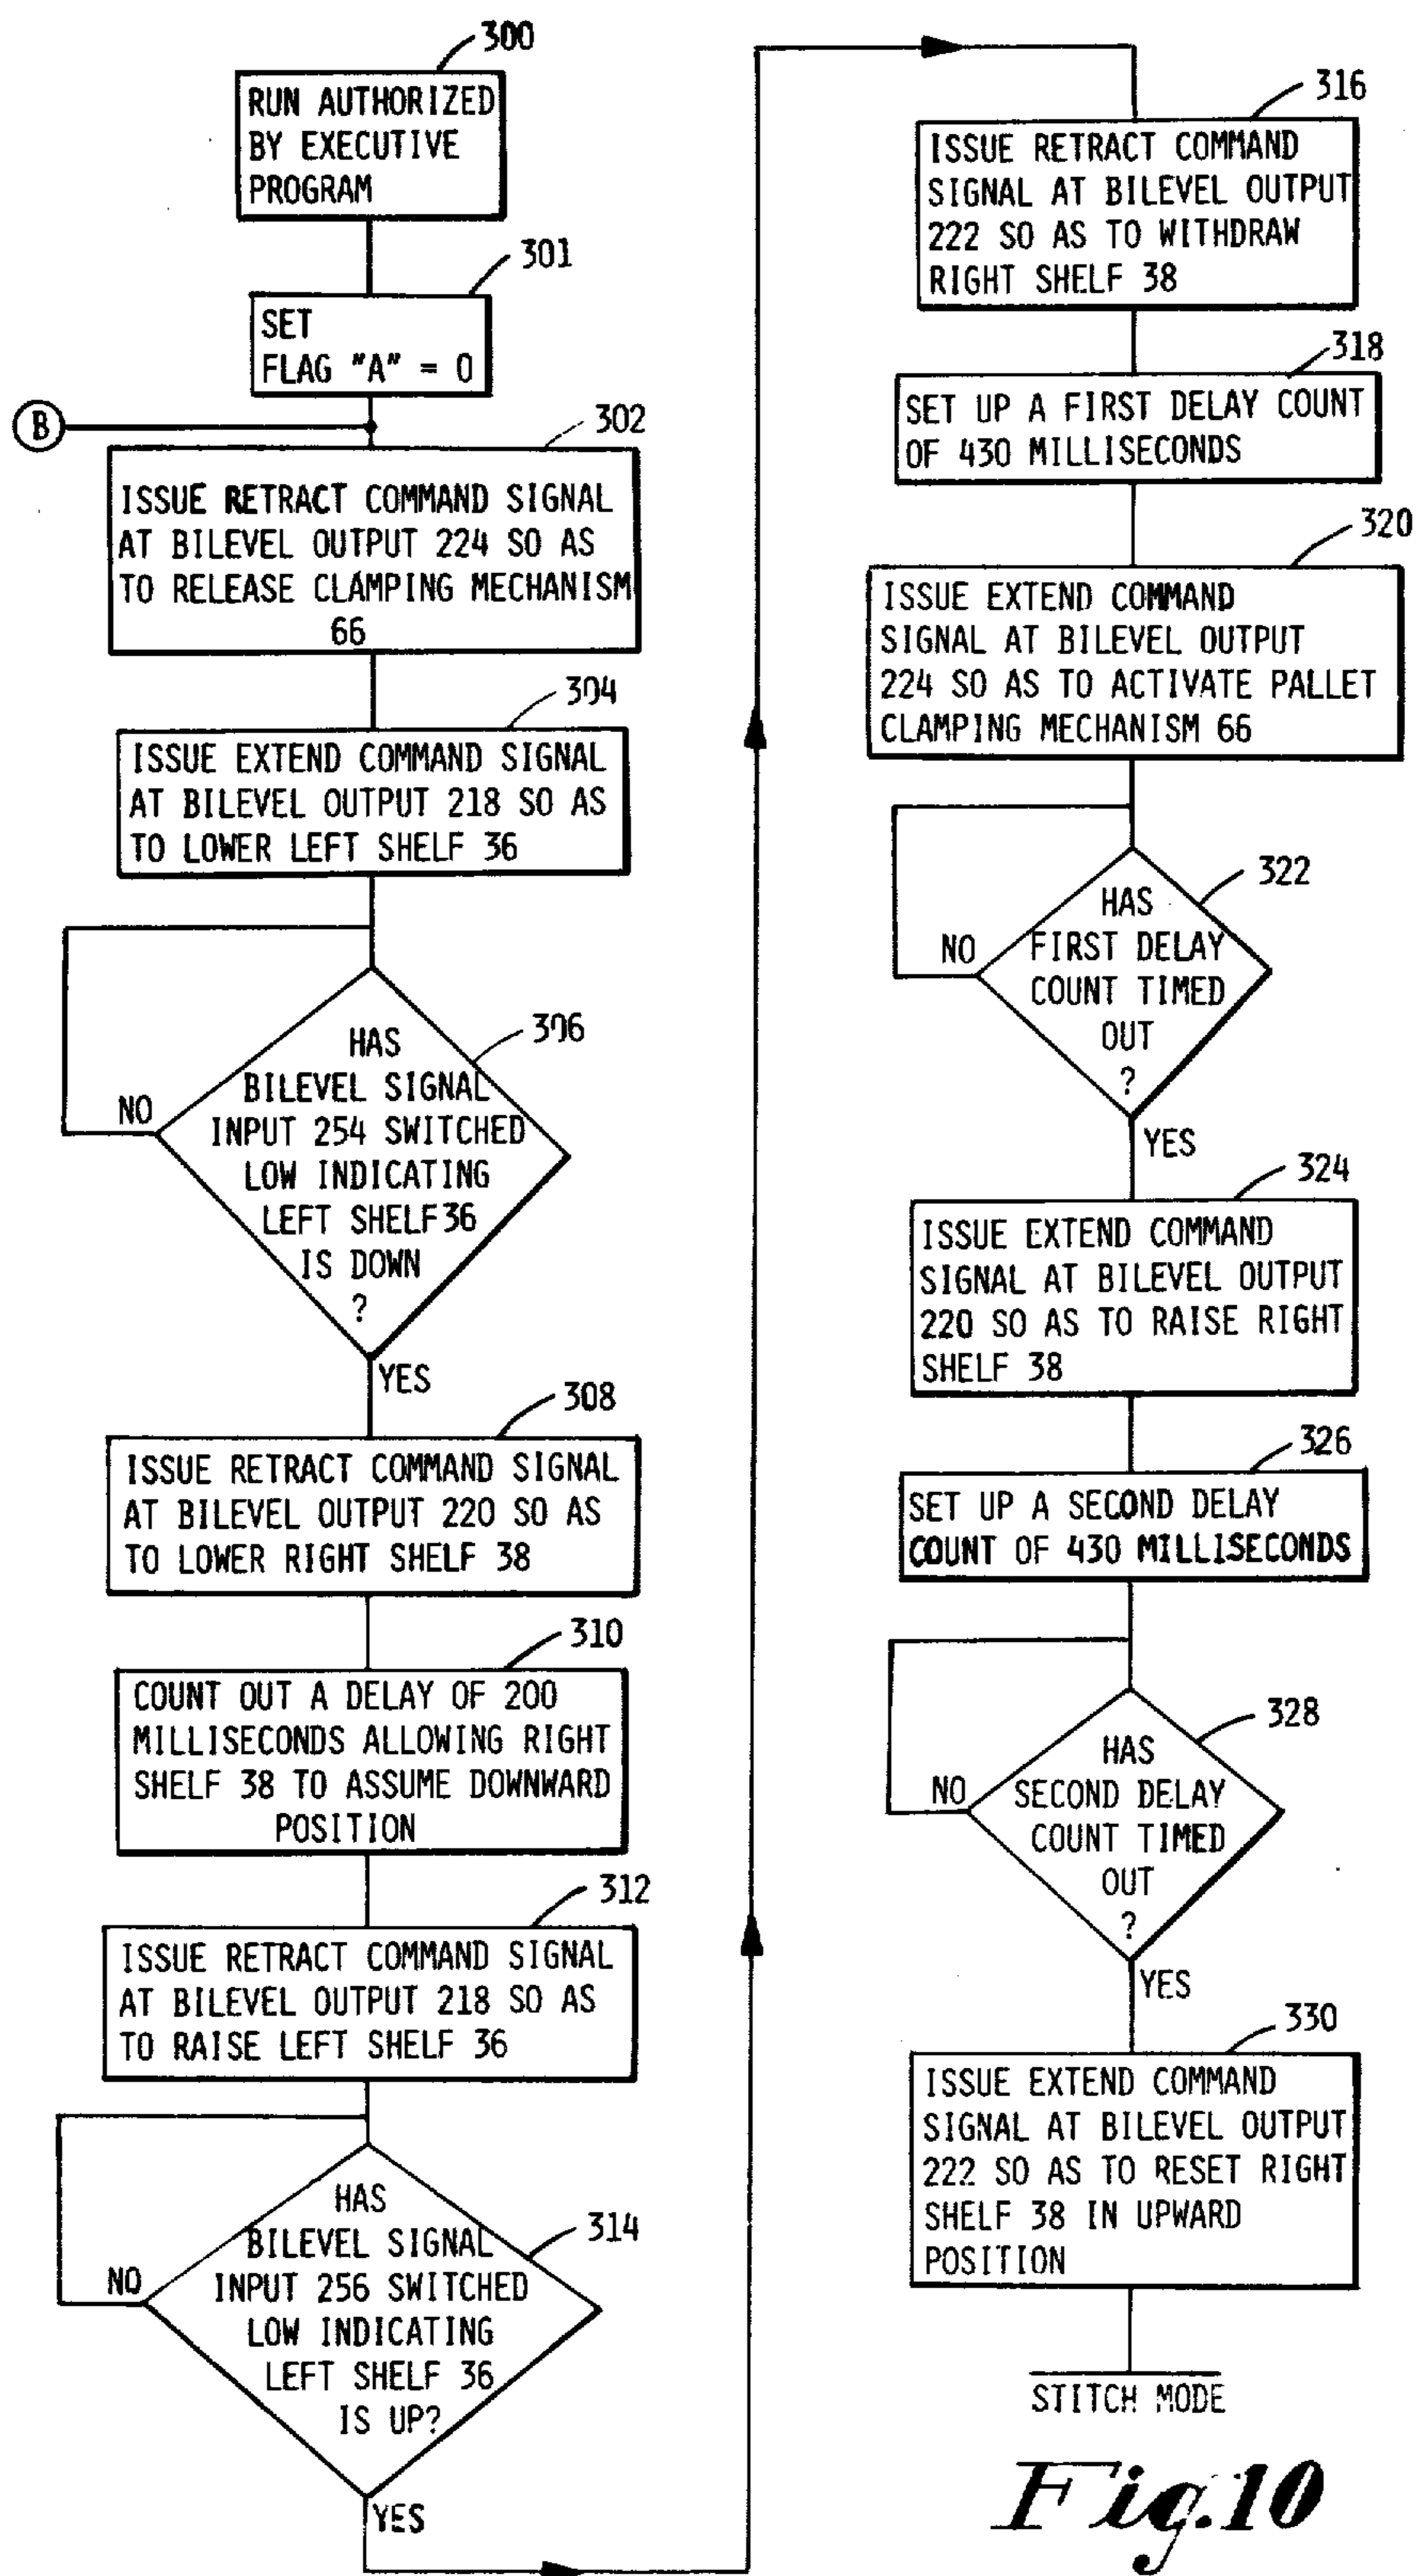 300
RUN AUTHORIZED
BY EXECUTIVE
PROGRAM
301
SET
FLAG "A" = 0
B
302
ISSUE RETRACT COMMAND SIGNAL
AT BILEVEL OUTPUT 224 SO AS
TO RELEASE CLAMPING MECHANISM
66
304
ISSUE EXTEND COMMAND SIGNAL
AT BILEVEL OUTPUT 218 SO AS
TO LOWER LEFT SHELF 36
306
HAS
BILEVEL SIGNAL
INPUT 254 SWITCHED
LOW INDICATING
LEFT SHELF 36
IS DOWN
?
NO
YES
308
ISSUE RETRACT COMMAND SIGNAL
AT BILEVEL OUTPUT 220 SO AS
TO LOWER RIGHT SHELF 38
310
COUNT OUT A DELAY OF 200
MILLISECONDS ALLOWING RIGHT
SHELF 38 TO ASSUME DOWNWARD
POSITION
312
ISSUE RETRACT COMMAND SIGNAL
AT BILEVEL OUTPUT 218 SO AS
TO RAISE LEFT SHELF 36
314
HAS
BILEVEL SIGNAL
INPUT 256 SWITCHED
LOW INDICATING
LEFT SHELF 36
IS UP?
NO
YES
316
ISSUE RETRACT COMMAND
SIGNAL AT BILEVEL OUTPUT
222 SO AS TO WITHDRAW
RIGHT SHELF 38
318
SET UP A FIRST DELAY COUNT
OF 430 MILLISECONDS
320
ISSUE EXTEND COMMAND
SIGNAL AT BILEVEL OUTPUT
224 SO AS TO ACTIVATE PALLET
CLAMPING MECHANISM 66
322
HAS
FIRST DELAY
COUNT TIMED
OUT
?
NO
YES
324
ISSUE EXTEND COMMAND
SIGNAL AT BILEVEL OUTPUT
220 SO AS TO RAISE RIGHT
SHELF 38
326
SET UP A SECOND DELAY
COUNT OF 430 MILLISECONDS
328
HAS
SECOND DELAY
COUNT TIMED
OUT
?
NO
YES
330
ISSUE EXTEND COMMAND
SIGNAL AT BILEVEL OUTPUT
222 SO AS TO RESET RIGHT
SHELF 38 IN UPWARD
POSITION
STITCH MODE
Fig.10